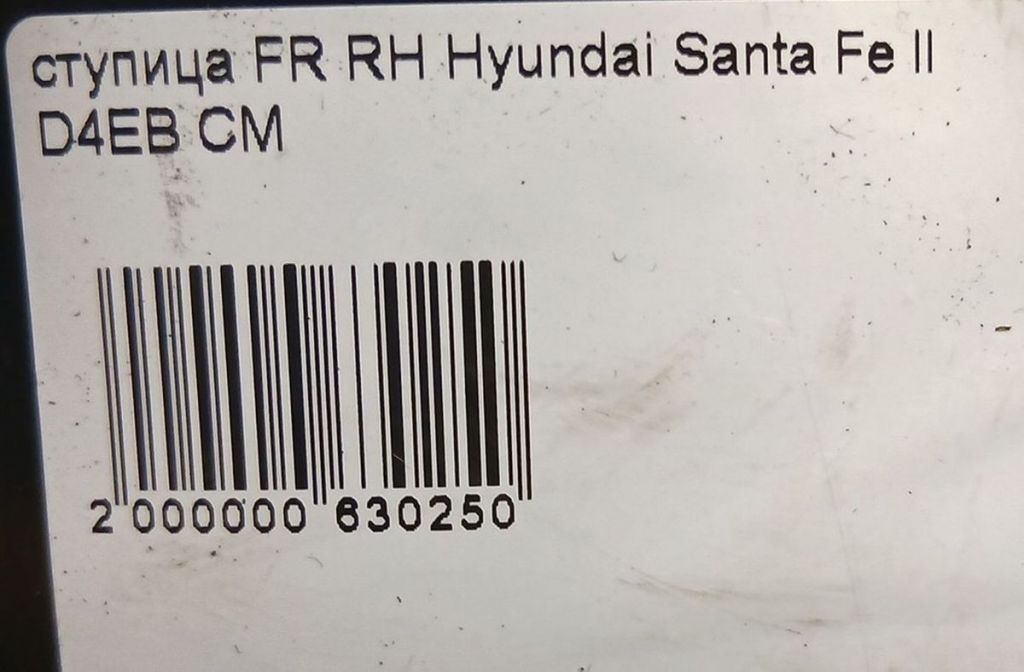 ступица FR RH Hyundai Santa Fe II
D4EB CM
2 000000 630250